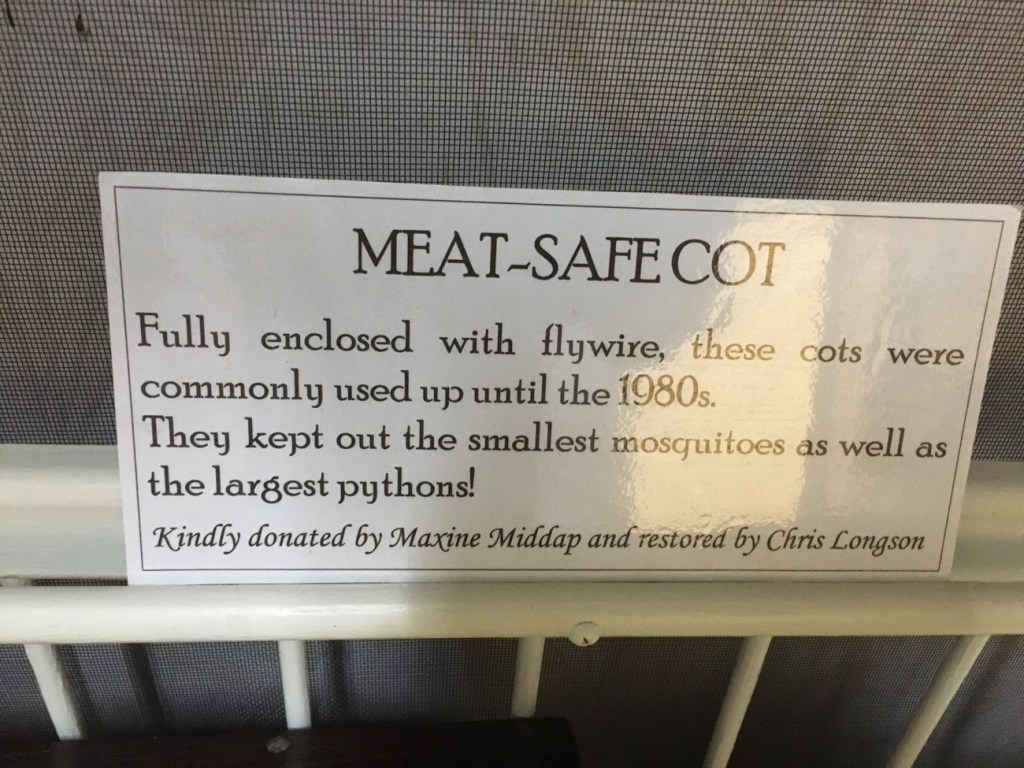 MEAT-SAFE COT
Fully enclosed with flywire, these cots were
commonly used up until the 1980s.
They kept out the smallest mosquitoes as well as
the largest pythons!
Kindly donated by Maxine Middap and restored by Chris Longson